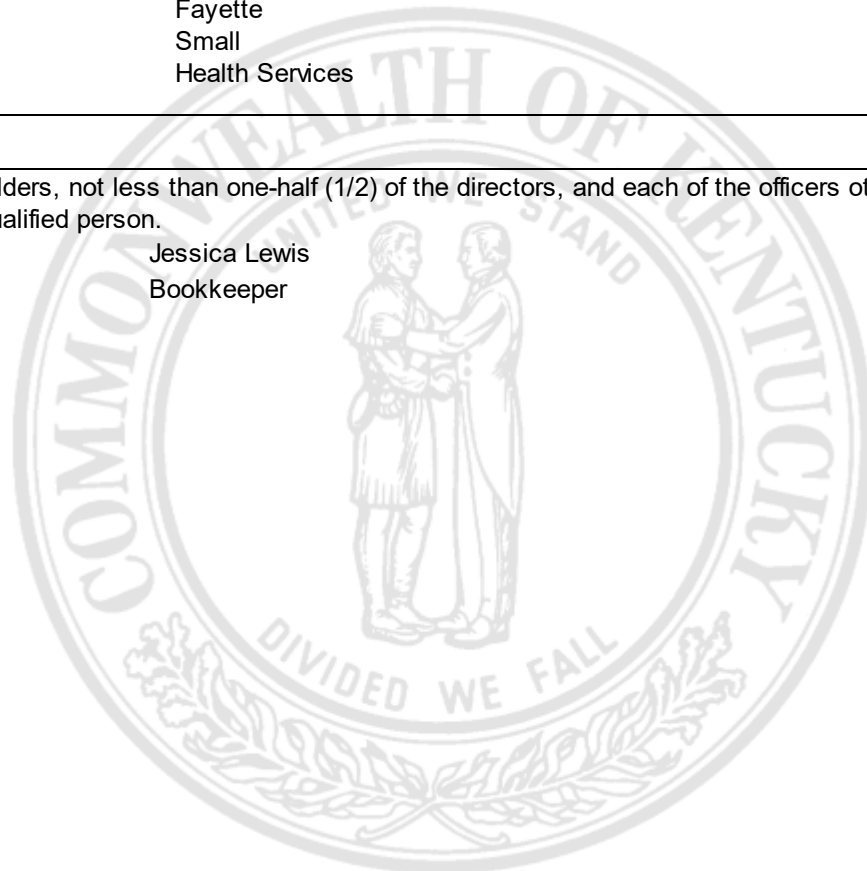 Fayette
Small
Health Services
lders, not less than one-half (1/2) of the directors, and each of the officers ot
ualified person.
Jessica Lewis
Bookkeeper
COMMONWEALTH OF KENTUCKY
UNITED WE STAND
DIVIDED WE FALL